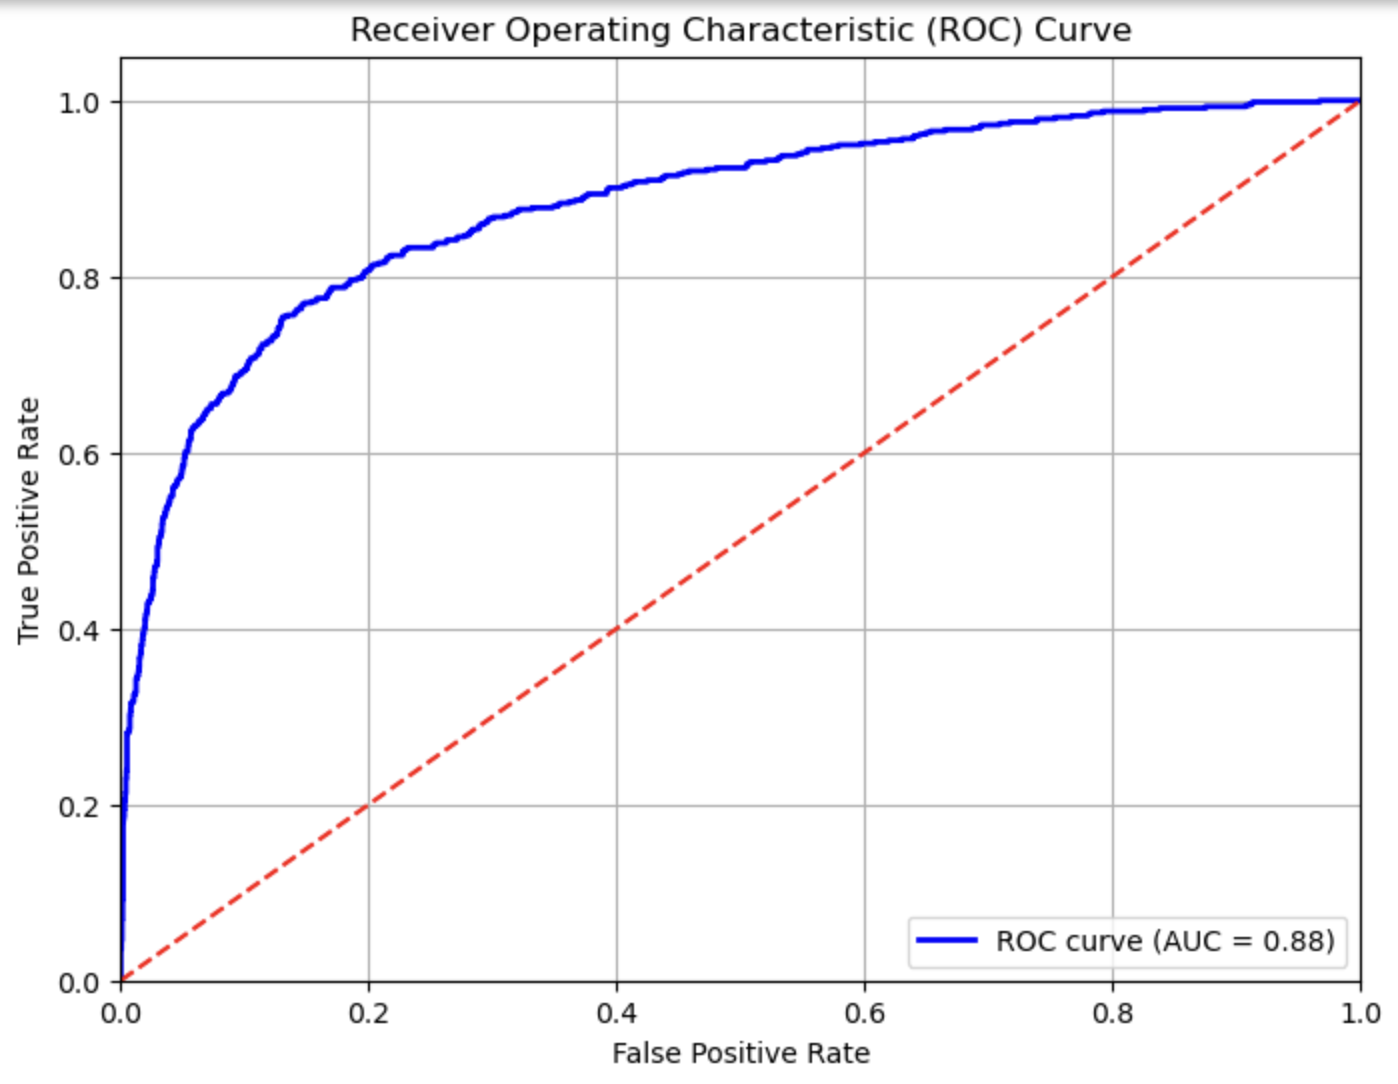 Receiver Operating Characteristic (ROC) Curve
1.0
0.8
0.6
0.4
0.2
0.0
True Positive Rate
ROC curve (AUC = 0.88)
0.0 0.2 0.4 0.6 0.8 1.0
False Positive Rate